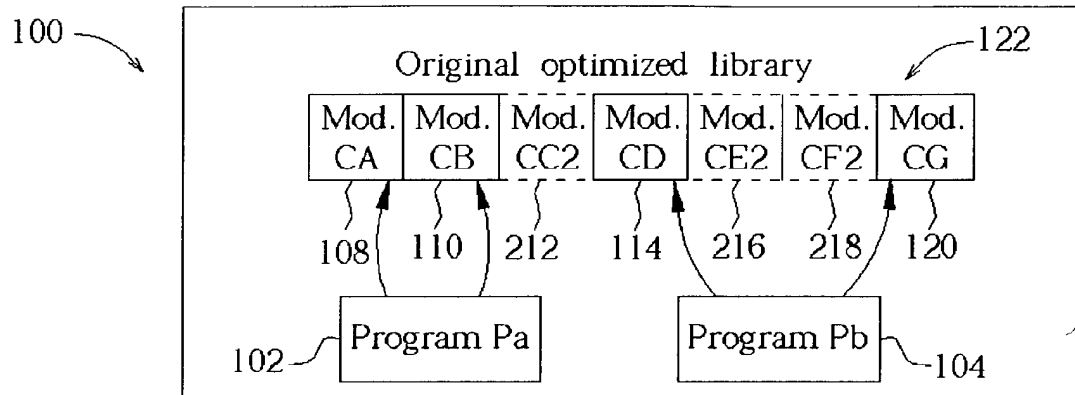 100
122
Original optimized library
Mod. CA
Mod. CB
Mod. CC2
Mod. CD
Mod. CE2
Mod. CF2
Mod. CG
108
110
212
114
216
218
120
Program Pa
Program Pb
102
104